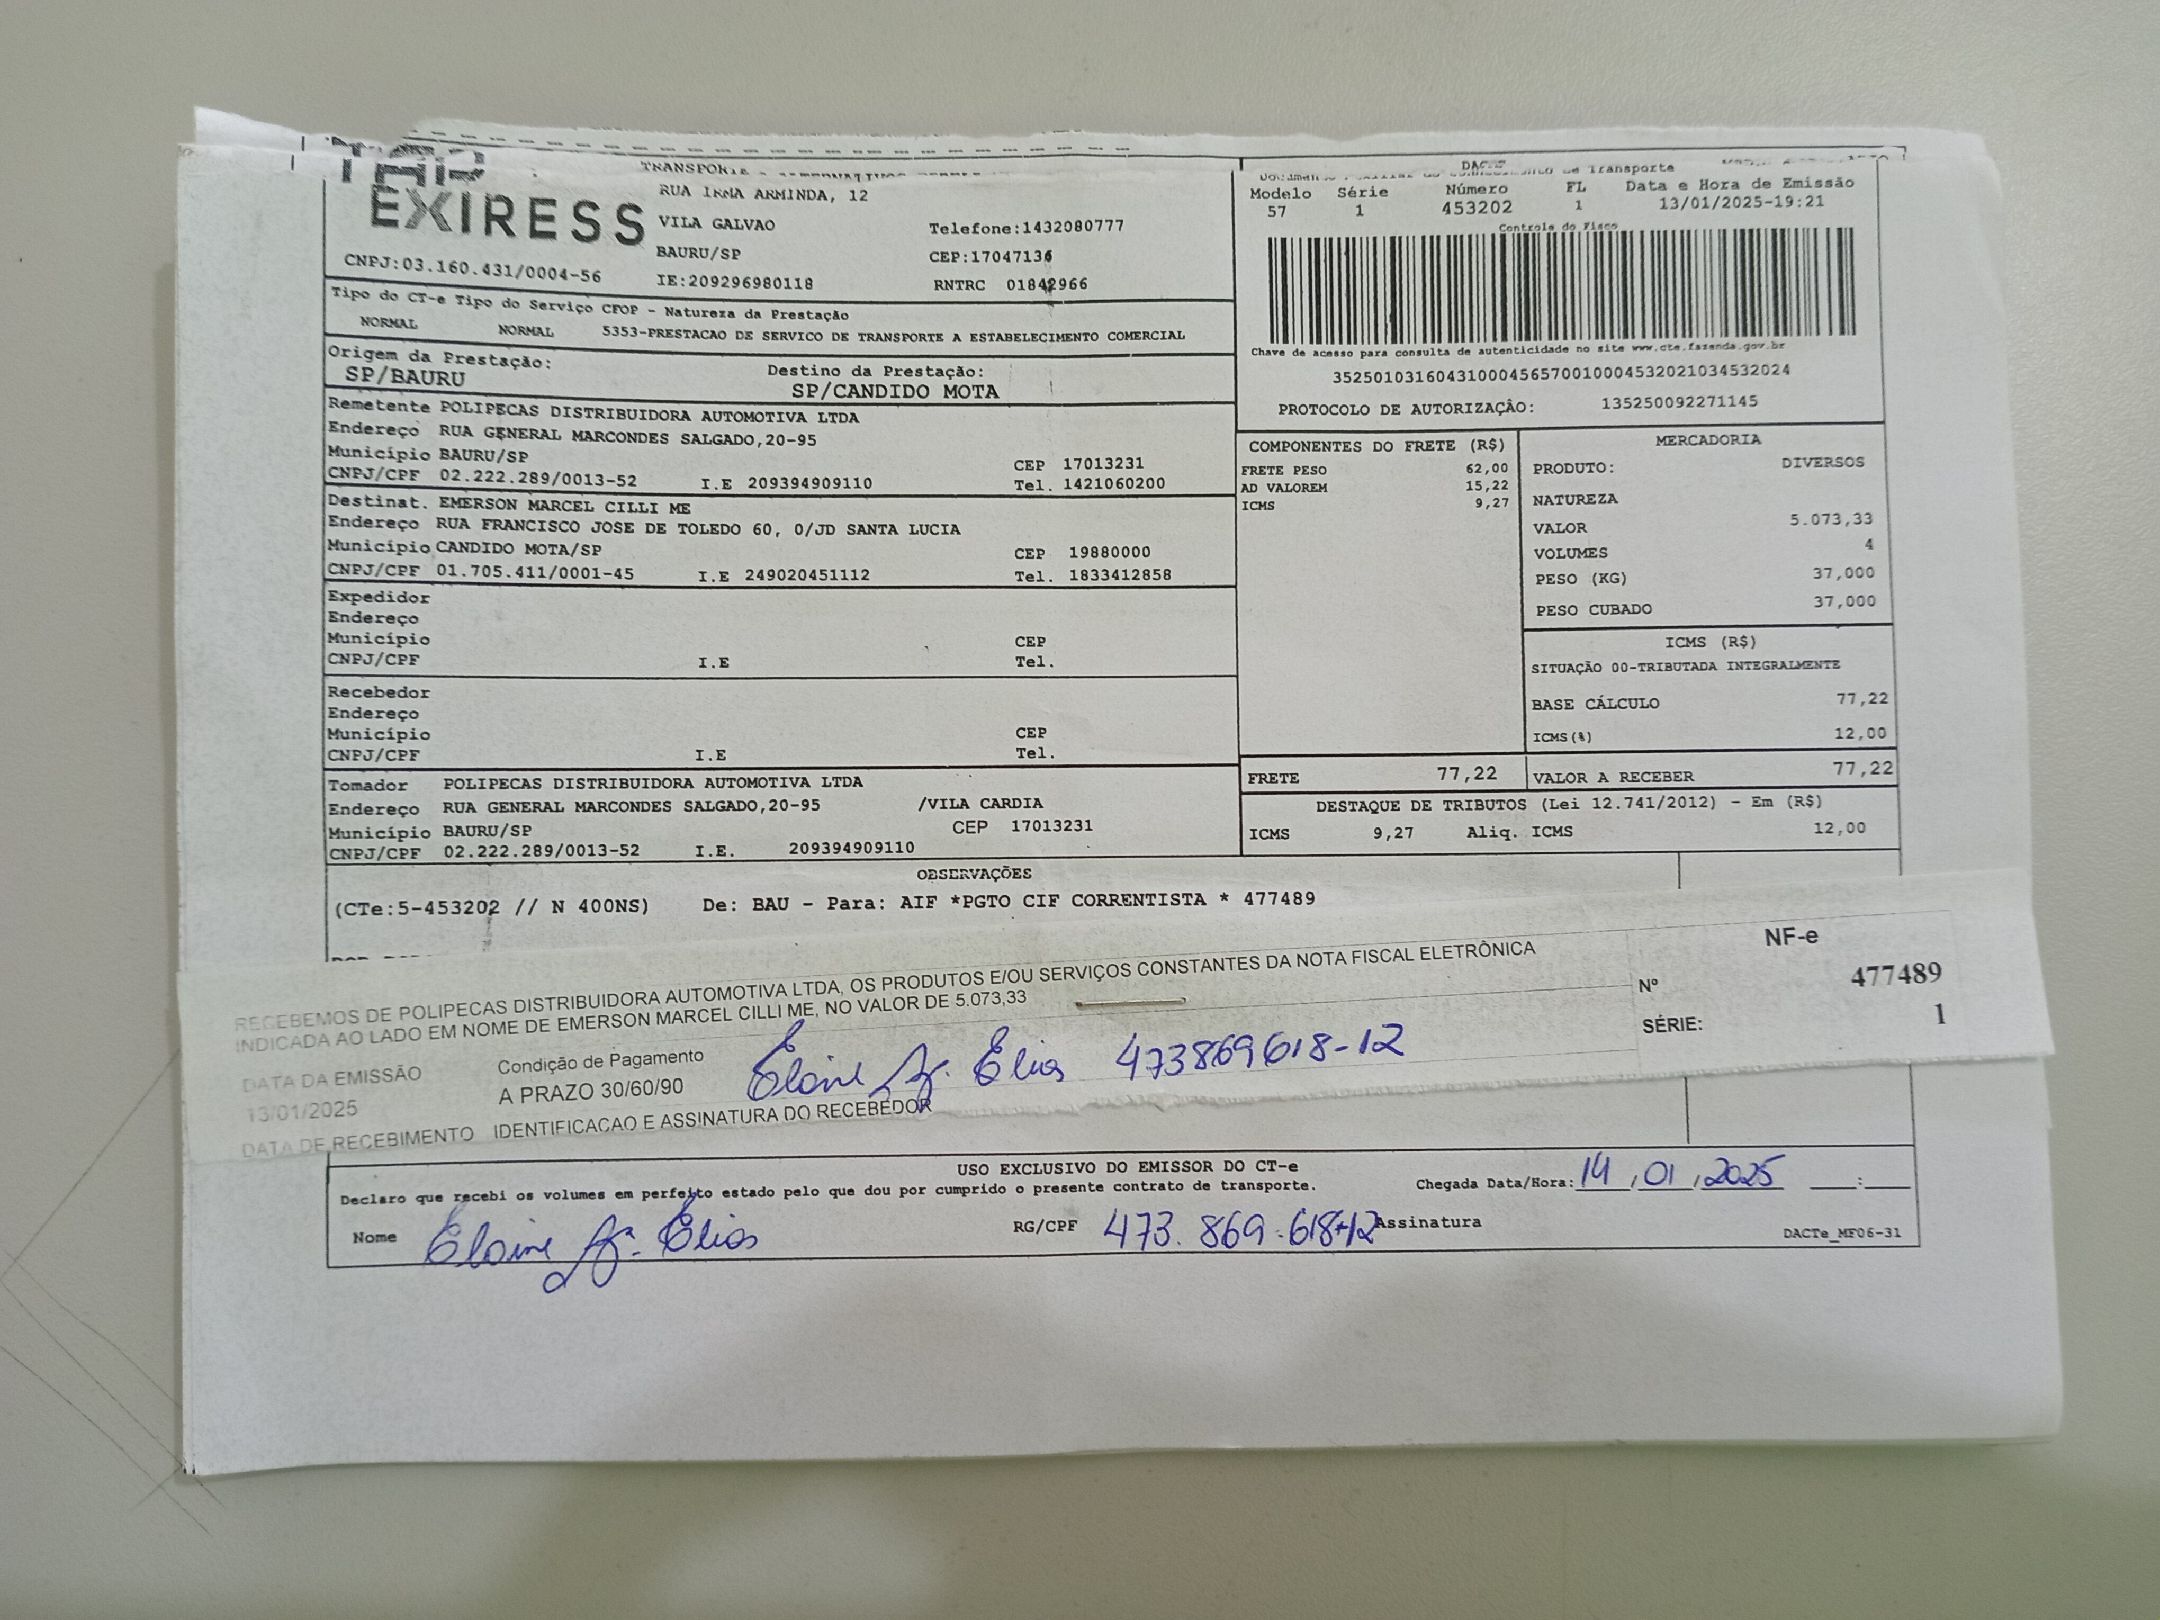 EXIRESS
CNPJ:03.160.431/0004-56
RUA IRMA ARMINDA, 12
VILA GALVAO
BAURU/SP
IE:209296980118
Telefone:1432080777
CEP:17047136
RNTRC 01842966
Tipo do CT-e Tipo do Serviço CFOP - Natureza da Prestação
NORMAL NORMAL 5353-PRESTACAO DE SERVICO DE TRANSPORTE A ESTABELECIMENTO COMERCIAL
Origem da Prestação: Destino da Prestação:
SP/BAURU SP/CANDIDO MOTA
Remetente POLIPECAS DISTRIBUIDORA AUTOMOTIVA LTDA
Endereço RUA GENERAL MARCONDES SALGADO,20-95
Município BAURU/SP CEP 17013231
CNPJ/CPF 02.222.289/0013-52 I.E 209394909110 Tel. 1421060200
Destinat. EMERSON MARCEL CILLI ME
Endereço RUA FRANCISCO JOSE DE TOLEDO 60, 0/JD SANTA LUCIA
Município CANDIDO MOTA/SP CEP 19880000
CNPJ/CPF 01.705.411/0001-45 I.E 249020451112 Tel. 1833412858
Expedidor
Endereço
Município CEP
CNPJ/CPF I.E Tel.
Recebedor
Endereço
Município CEP
CNPJ/CPF I.E Tel.
Tomador POLIPECAS DISTRIBUIDORA AUTOMOTIVA LTDA
Endereço RUA GENERAL MARCONDES SALGADO,20-95 /VILA CARDIA
Município BAURU/SP CEP 17013231
CNPJ/CPF 02.222.289/0013-52 I.E. 209394909110
de Transporte
Modelo Série Número FL Data e Hora de Emissão
57 1 453202 1 13/01/2025-19:21
Controle do Fisco
Chave de acesso para consulta de autenticidade no site www.cte.fazenda.gov.br
35250103160431000456570010004532021034532024
PROTOCOLO DE AUTORIZAÇÃO: 135250092271145
COMPONENTES DO FRETE (R$)
FRETE PESO 62,00
AD VALOREM 15,22
ICMS 9,27
MERCADORIA
PRODUTO: DIVERSOS
NATUREZA
VALOR 5.073,33
VOLUMES 4
PESO (KG) 37,000
PESO CUBADO 37,000
ICMS (R$)
SITUAÇÃO 00-TRIBUTADA INTEGRALMENTE
BASE CÁLCULO 77,22
ICMS(%) 12,00
FRETE 77,22 VALOR A RECEBER 77,22
DESTAQUE DE TRIBUTOS (Lei 12.741/2012) - Em (R$)
ICMS 9,27 Aliq. ICMS 12,00
OBSERVAÇÕES
(CTe:5-453202 // N 400NS) De: BAU - Para: AIF *PGTO CIF CORRENTISTA * 477489
RECEBEMOS DE POLIPECAS DISTRIBUIDORA AUTOMOTIVA LTDA, OS PRODUTOS E/OU SERVIÇOS CONSTANTES DA NOTA FISCAL ELETRÔNICA
INDICADA AO LADO EM NOME DE EMERSON MARCEL CILLI ME, NO VALOR DE 5.073,33
NF-e
Nº 477489
SÉRIE: 1
DATA DA EMISSÃO Condição de Pagamento
13/01/2025 A PRAZO 30/60/90
Elaine Ap. Elias 473869618-12
DATA DE RECEBIMENTO IDENTIFICACAO E ASSINATURA DO RECEBEDOR
USO EXCLUSIVO DO EMISSOR DO CT-e
Declaro que recebi os volumes em perfeito estado pelo que dou por cumprido o presente contrato de transporte. Chegada Data/Hora: 14/01/2025 :
Nome Elaine Ap. Elias RG/CPF 473.869.618-12 Assinatura
DACTe_MF06-31